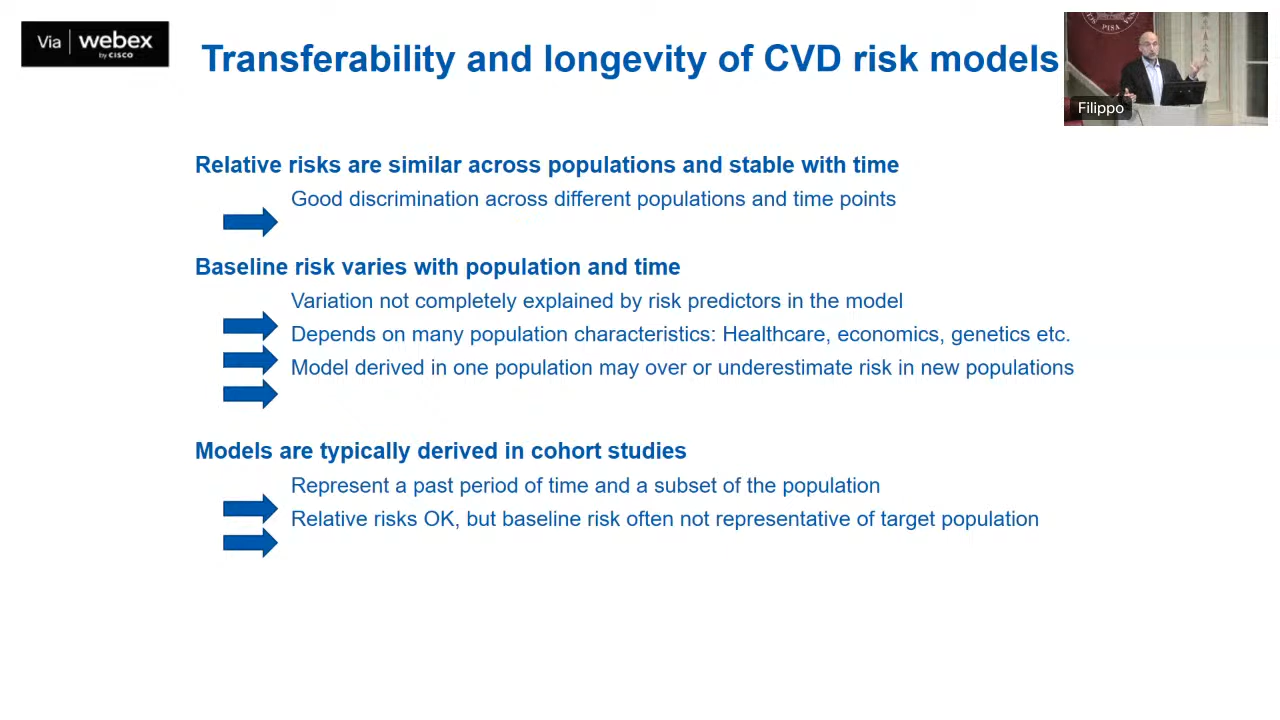 Via webex
by CISCO
Transferability and longevity of CVD risk models
PISA
Filippo
Relative risks are similar across populations and stable with time
Good discrimination across different populations and time points
Baseline risk varies with population and time
Variation not completely explained by risk predictors in the model
Depends on many population characteristics: Healthcare, economics, genetics etc.
Model derived in one population may over or underestimate risk in new populations
Models are typically derived in cohort studies
Represent a past period of time and a subset of the population
Relative risks OK, but baseline risk often not representative of target population